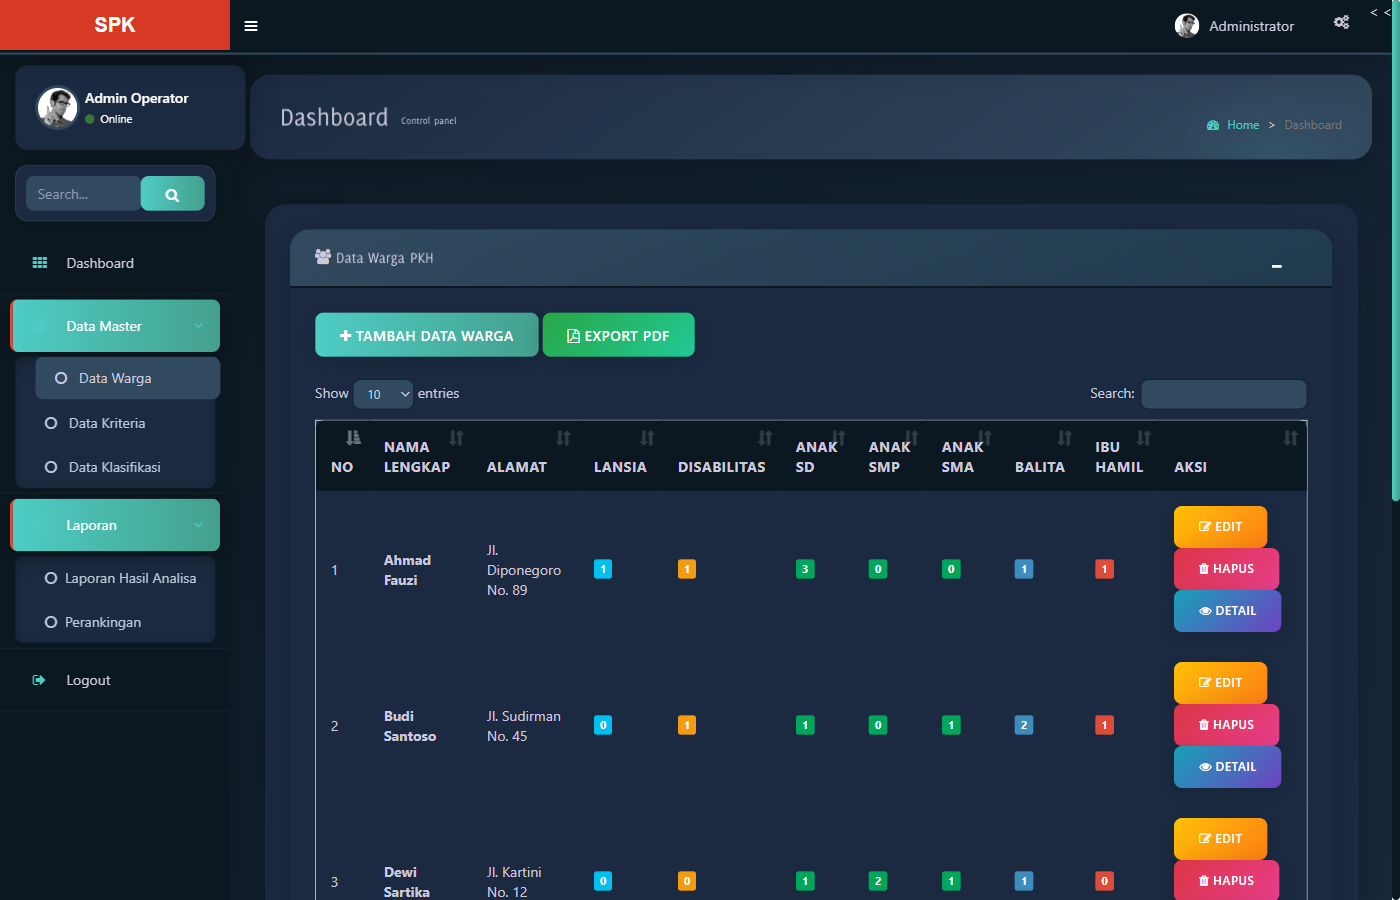 SPK
Administrator
< <
Admin Operator
Online
Dashboard Control panel
Home > Dashboard
Search...
Dashboard
Data Master
Data Warga
Data Kriteria
Data Klasifikasi
Laporan
Laporan Hasil Analisa
Perankingan
Logout
Data Warga PKH
TAMBAH DATA WARGA
EXPORT PDF
Show 10 entries
Search:
NO NAMA LENGKAP ALAMAT LANSIA DISABILITAS ANAK SD ANAK SMP ANAK SMA BALITA IBU HAMIL AKSI
1 Ahmad Fauzi Jl. Diponegoro No. 89 1 1 3 0 0 1 1 EDIT HAPUS DETAIL
2 Budi Santoso Jl. Sudirman No. 45 0 1 1 0 1 2 1 EDIT HAPUS DETAIL
3 Dewi Sartika Jl. Kartini No. 12 0 0 1 2 1 1 0 EDIT HAPUS